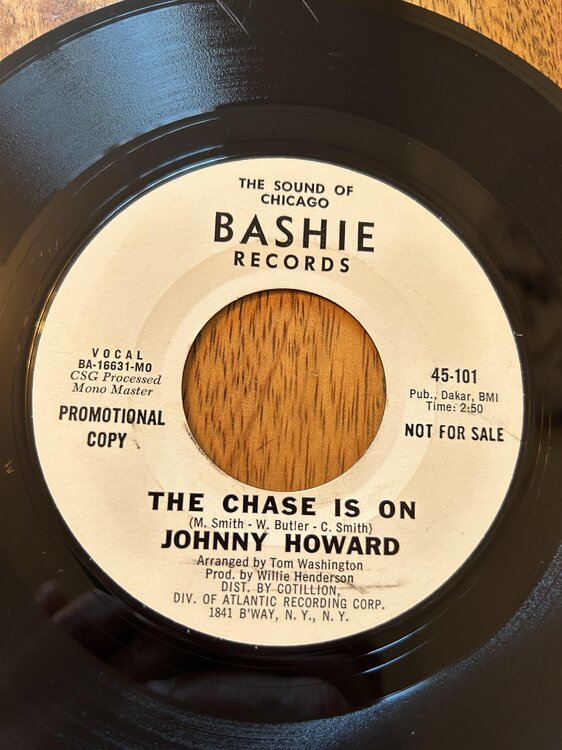 THE SOUND OF
CHICAGO
BASHIE
RECORDS
VOCAL
BA-16631-MO
CSG Processed
Mono Master
PROMOTIONAL
COPY
45-101
Pub., Dakar, BMI
Time: 2:50
NOT FOR SALE
THE CHASE IS ON
(M. Smith - W. Butler - C. Smith)
JOHNNY HOWARD
Arranged by Tom Washington
Prod. by Willie Henderson
DIST. BY COTILLION,
DIV. OF ATLANTIC RECORDING CORP.
1841 B'WAY, N. Y., N. Y.